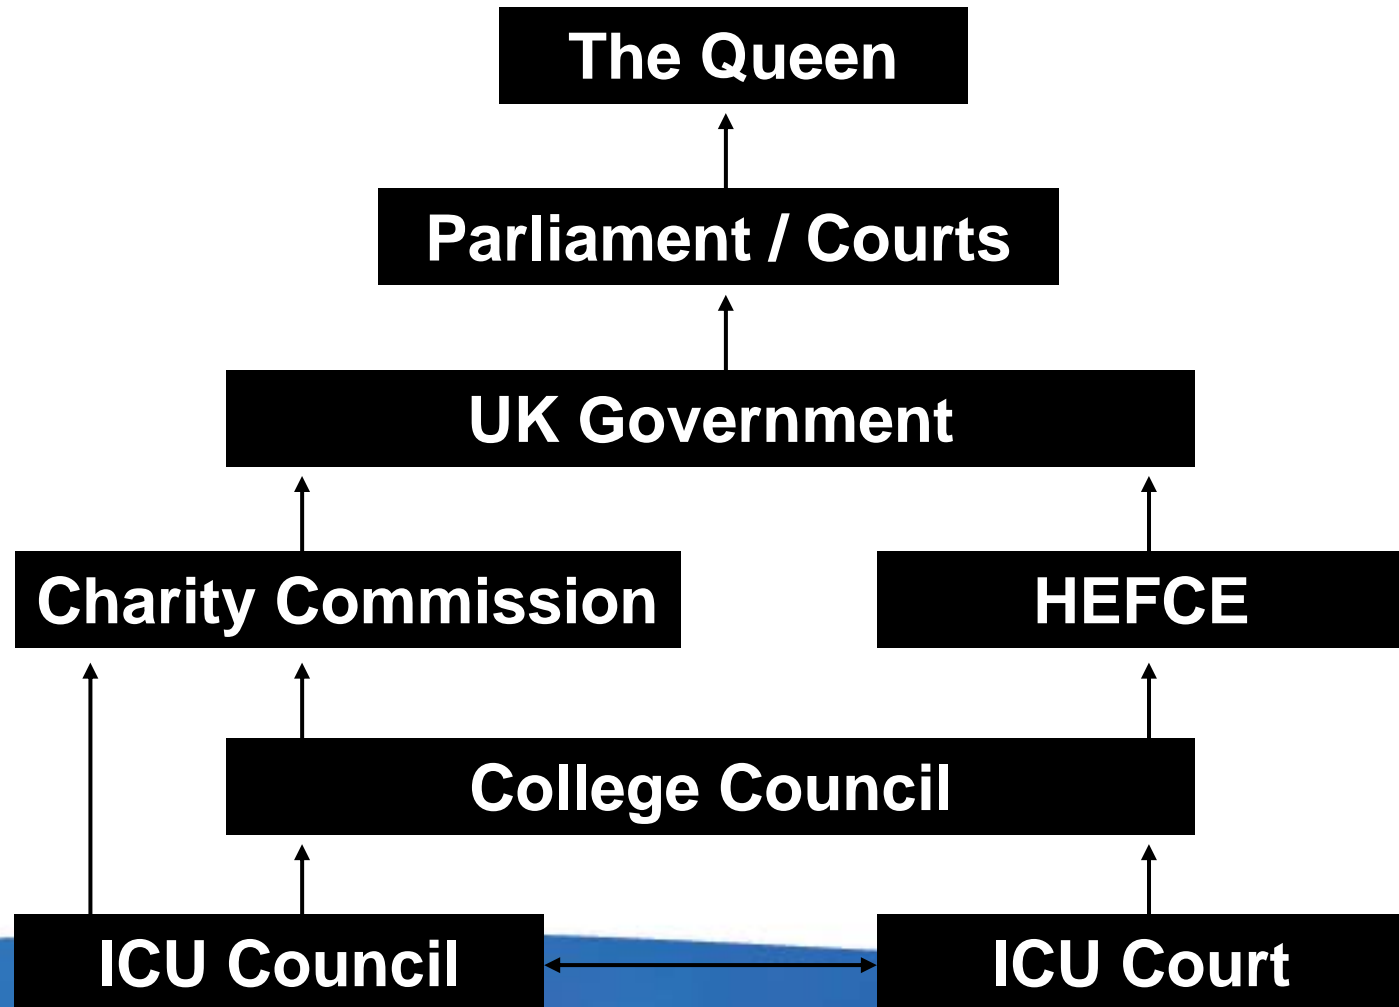 The Queen
Parliament / Courts
UK Government
Charity Commission
HEFCE
College Council
ICU Council
ICU Court